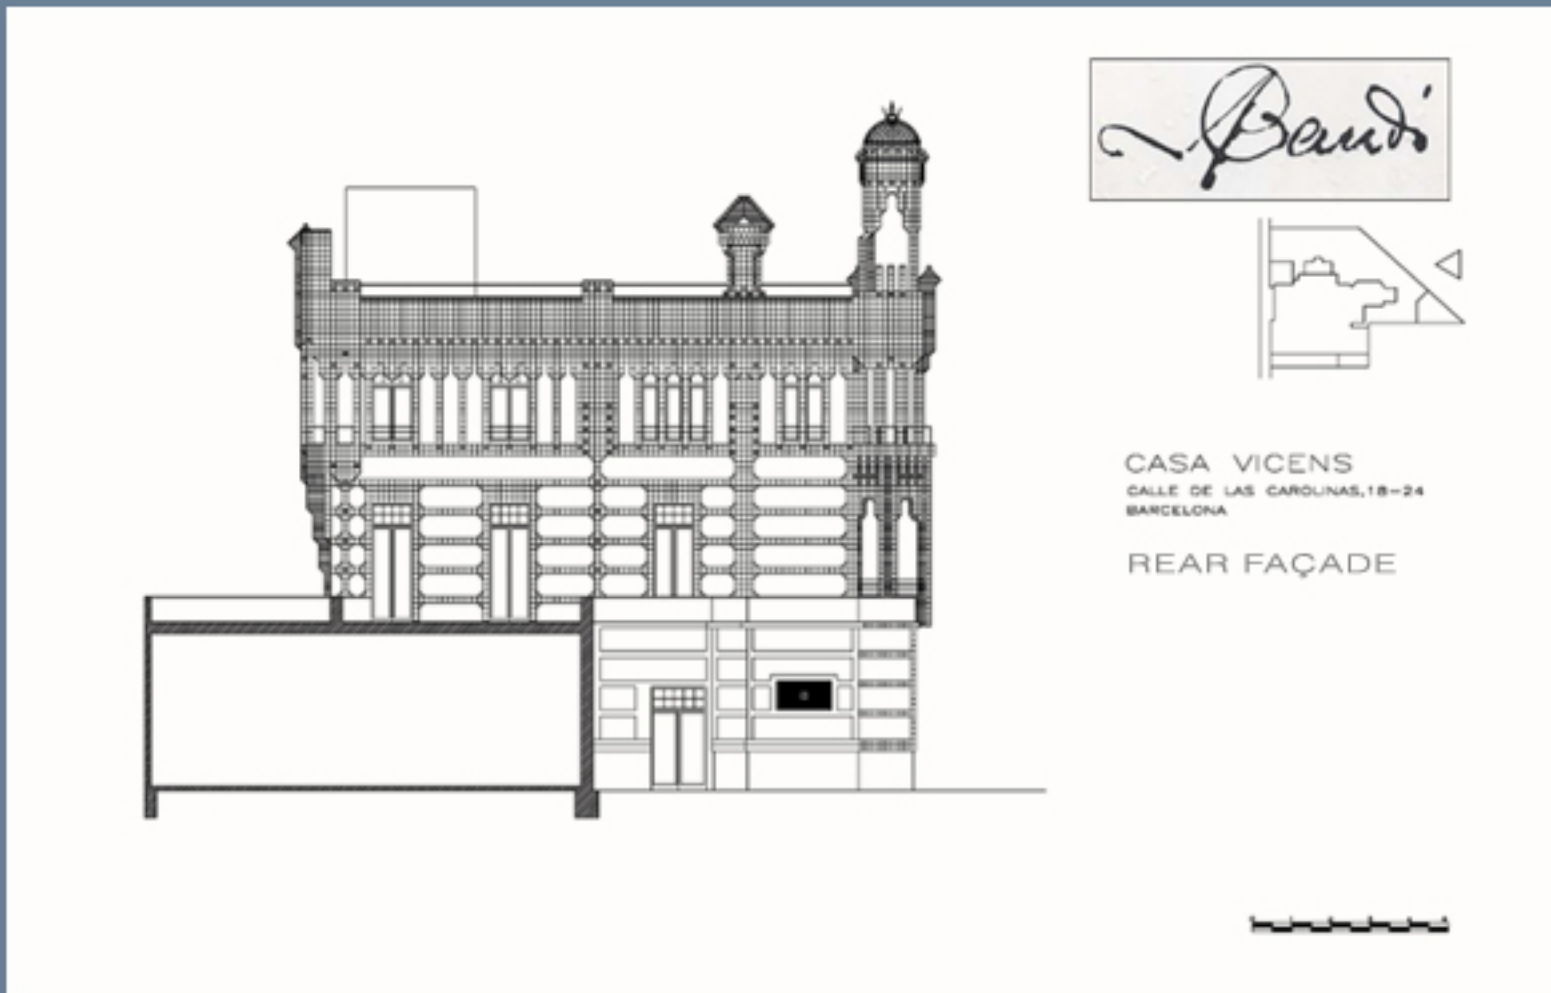 Gaudí
CASA VICENS
CALLE DE LAS CAROLINAS,18-24
BARCELONA
REAR FAÇADE